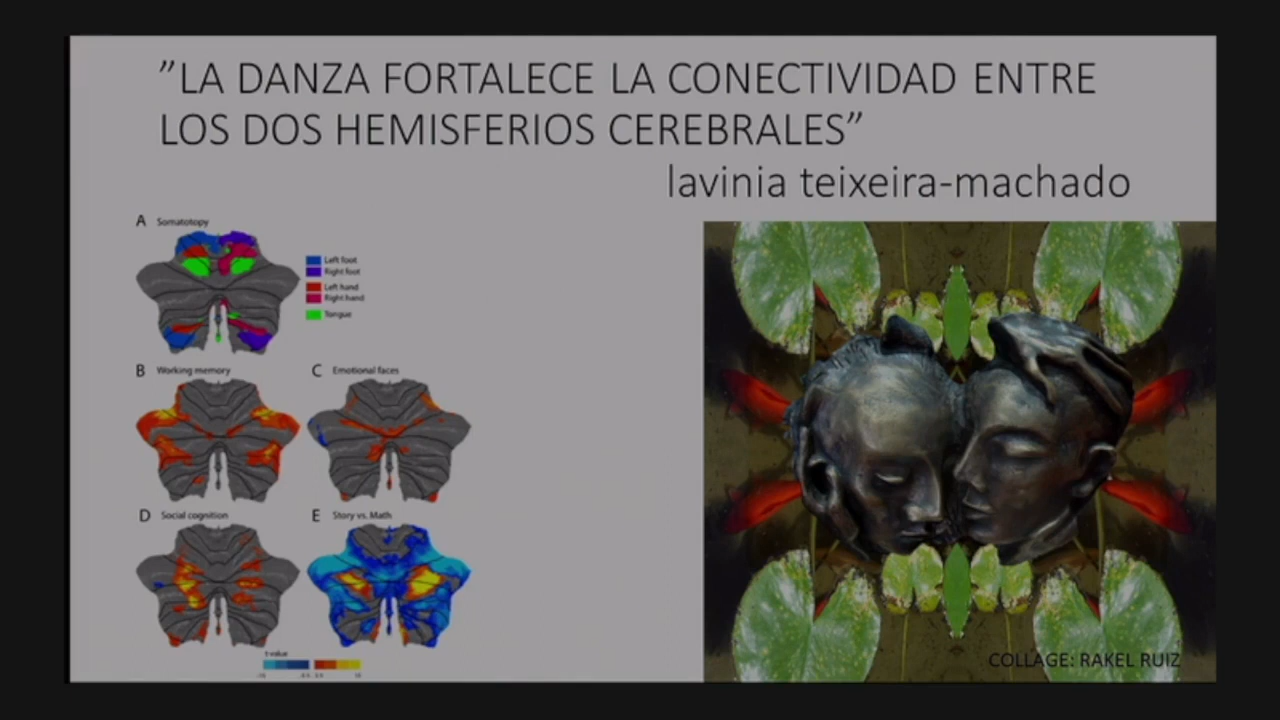 ”LA DANZA FORTALECE LA CONECTIVIDAD ENTRE
LOS DOS HEMISFERIOS CEREBRALES”
lavinia teixeira-machado
A Somatotopy
Left foot
Right foot
Left hand
Right hand
Tongue
B Working memory
C Emotional faces
D Social cognition
E Story vs. Math
t-value
COLLAGE: RAKEL RUIZ